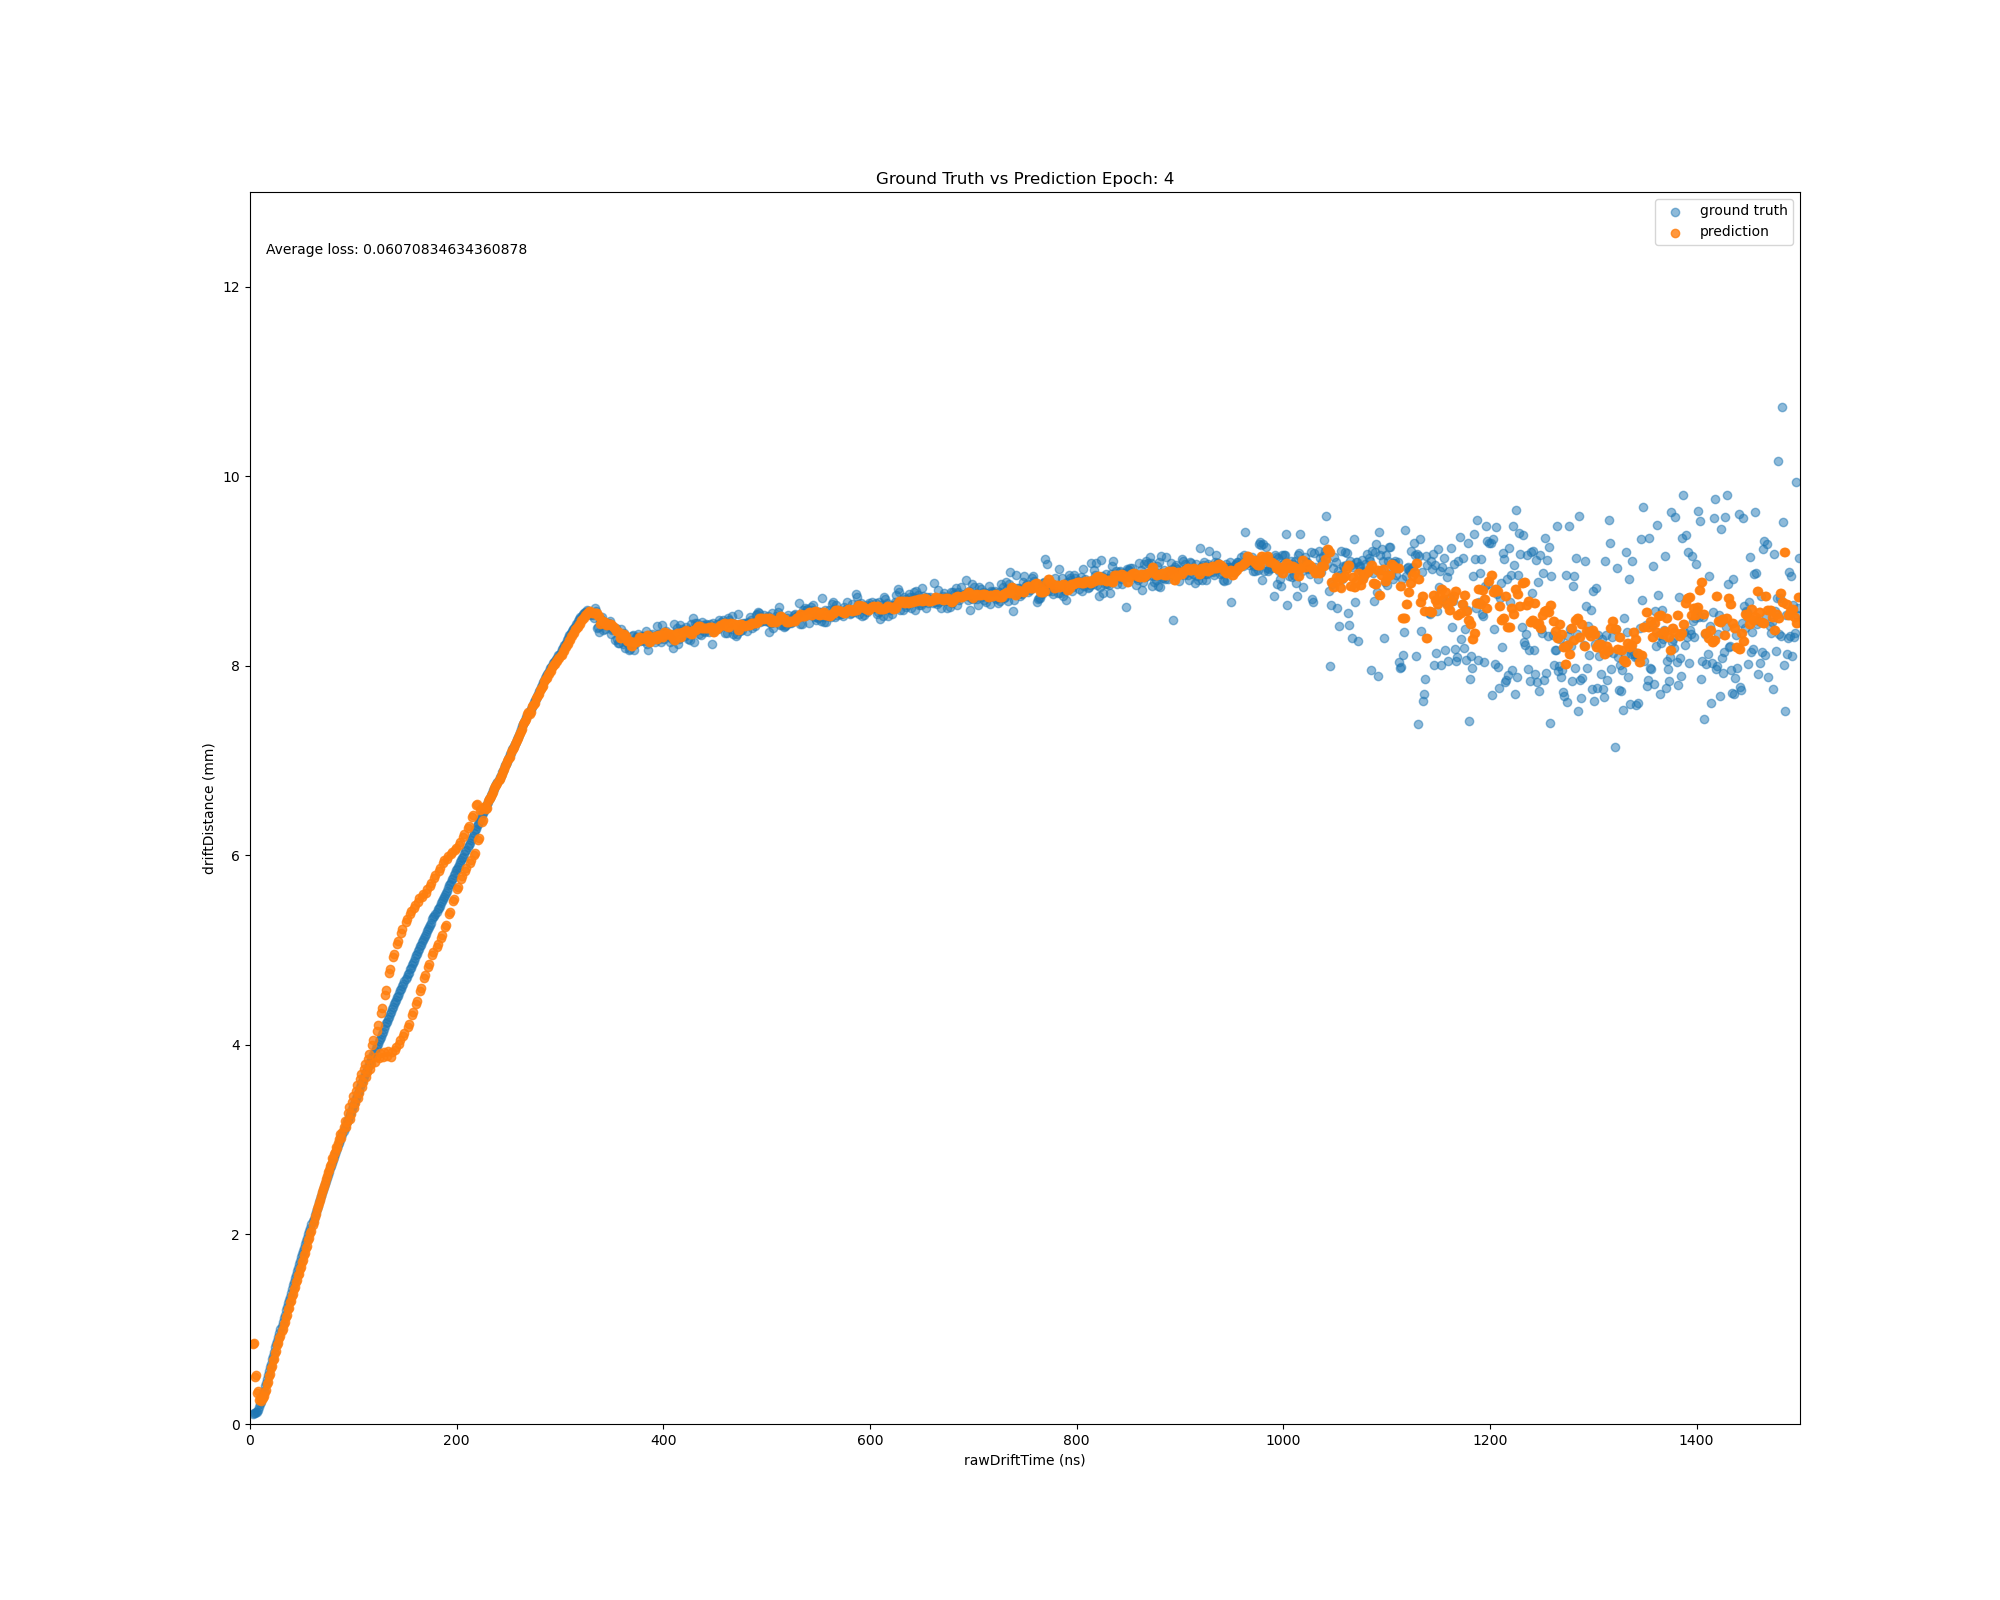 Ground Truth vs Prediction Epoch: 4
ground truth
prediction
Average loss: 0.06070834634360878
12
10
8
6
4
2
0
driftDistance (mm)
0 200 400 600 800 1000 1200 1400
rawDriftTime (ns)